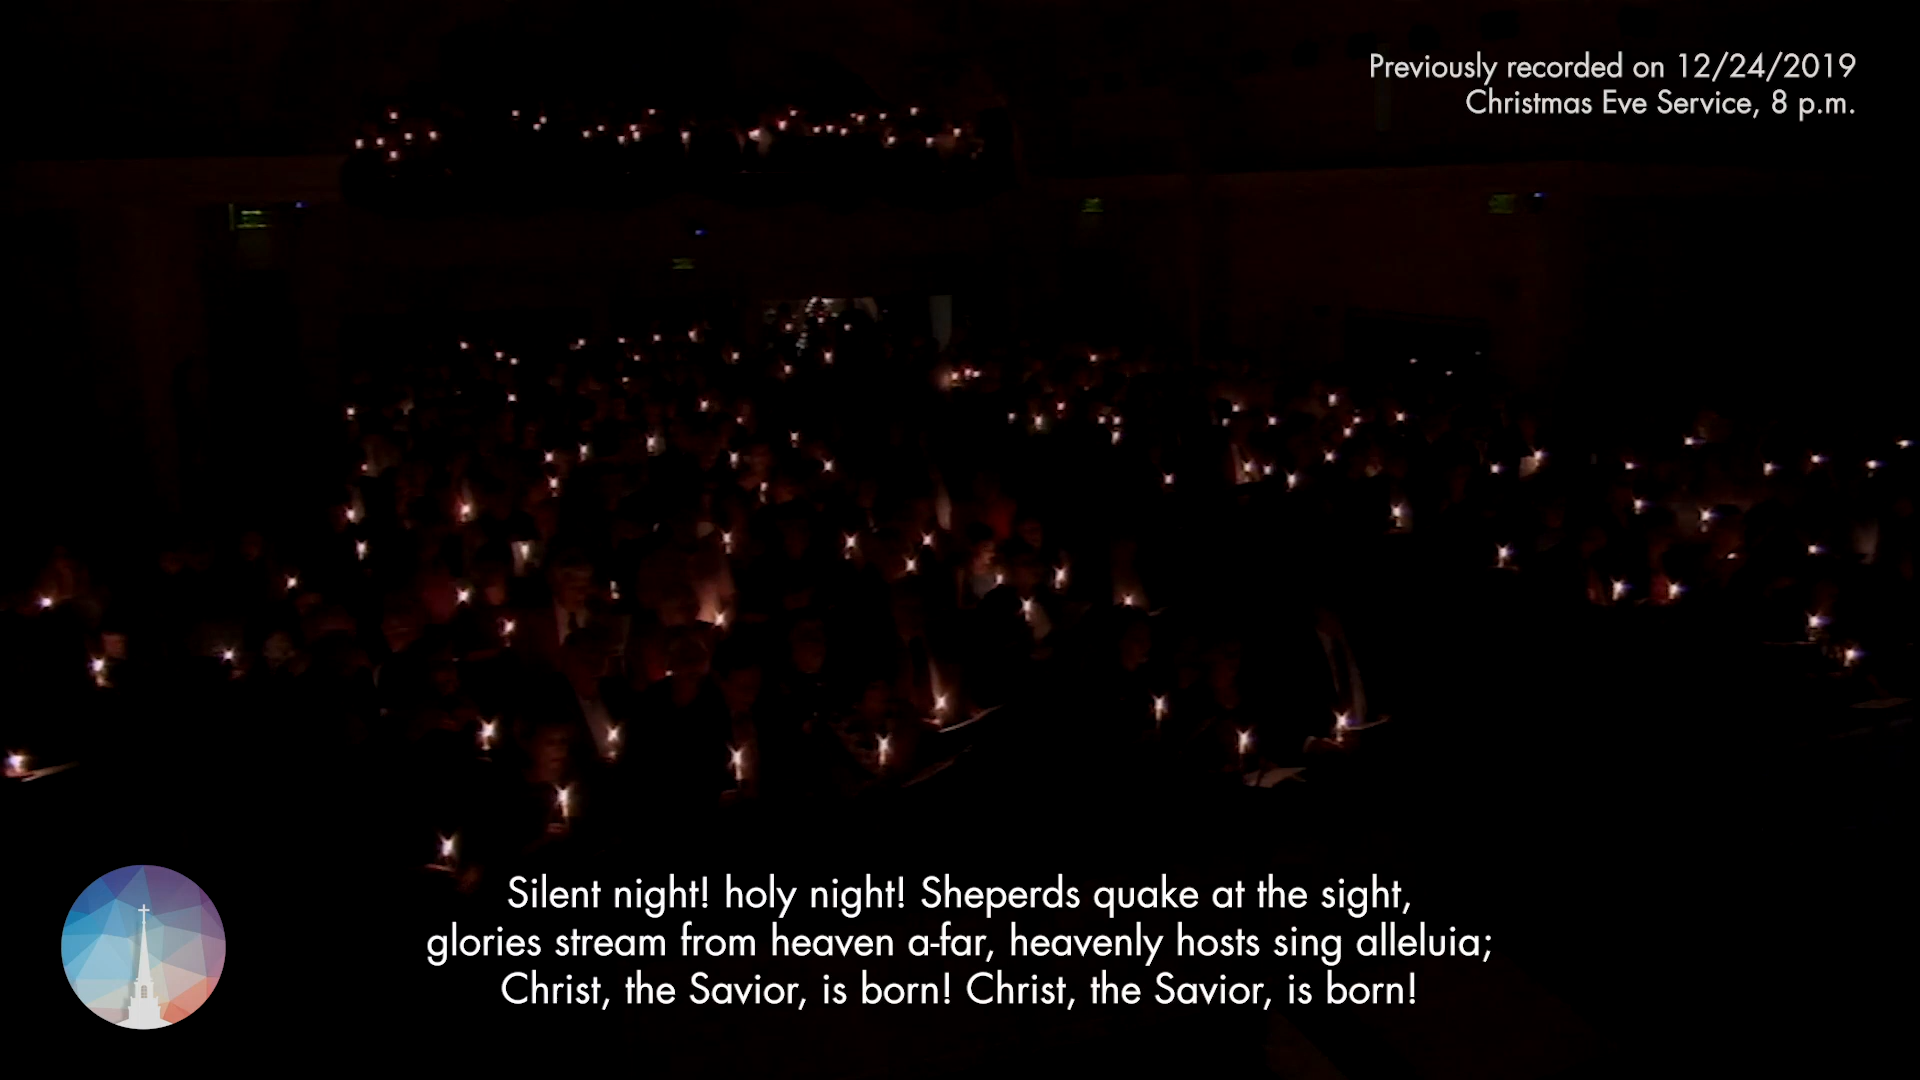 Previously recorded on 12/24/2019
Christmas Eve Service, 8 p.m.
Silent night! holy night! Sheperds quake at the sight,
glories stream from heaven a-far, heavenly hosts sing alleluia;
Christ, the Savior, is born! Christ, the Savior, is born!